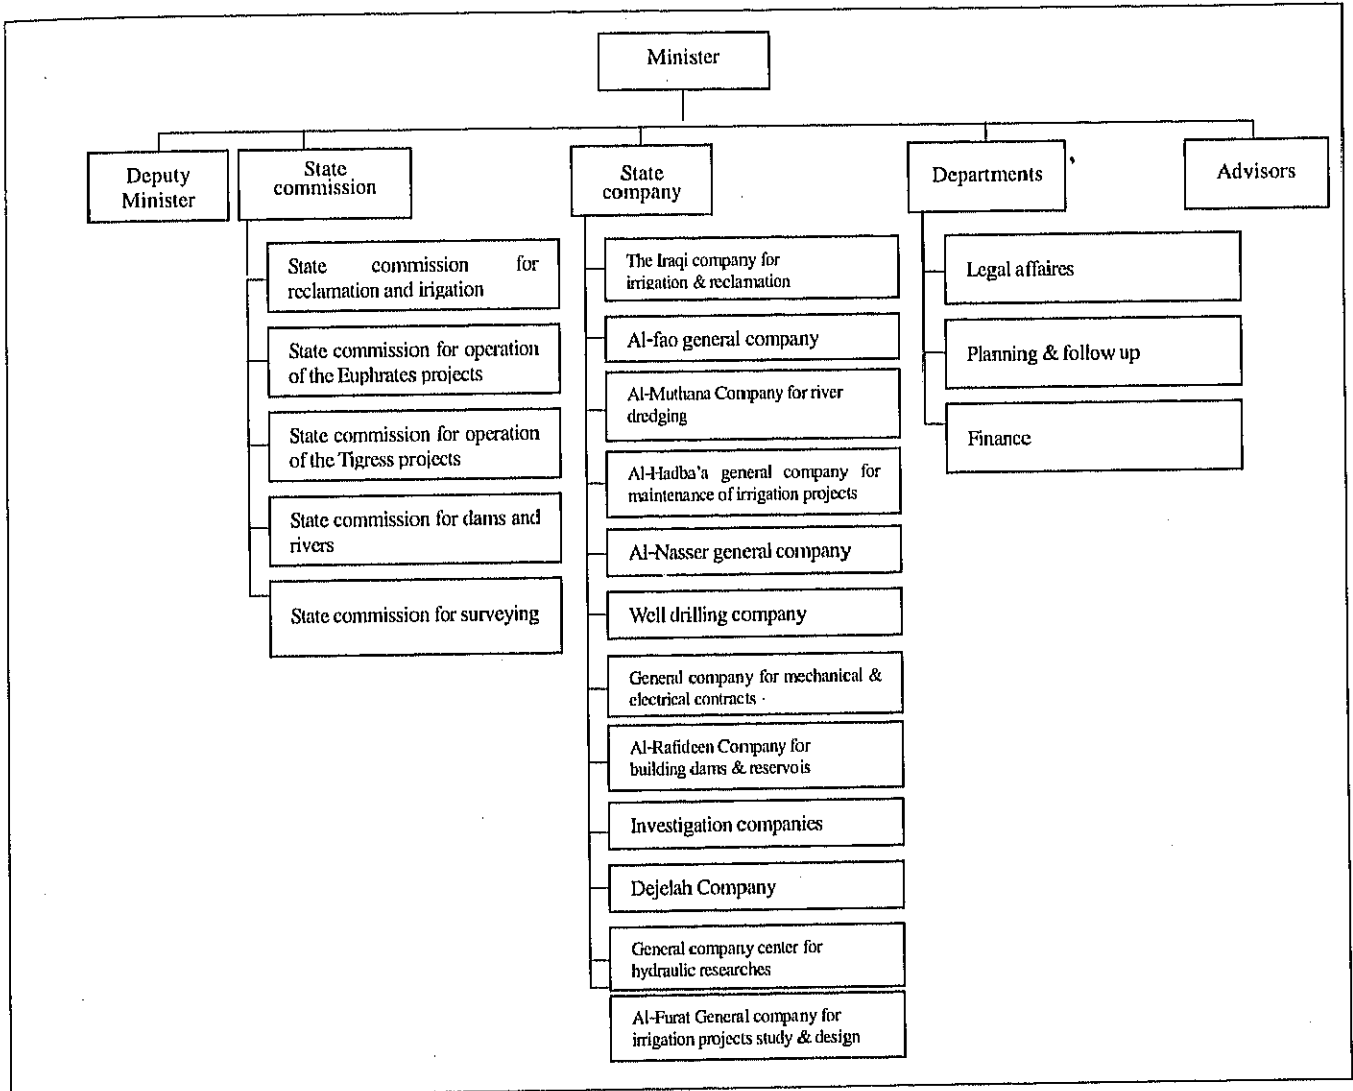 Minister
Deputy
Minister
State
commission
State
company
Departments
Advisors
State commission for
reclamation and irigation
State commission for operation
of the Euphrates projects
State commission for operation
of the Tigress projects
State commission for dams and
rivers
State commission for surveying
The Iraqi company for
irrigation & reclamation
Al-fao general company
Al-Muthana Company for river
dredging
Al-Hadba'a general company for
maintenance of irrigation projects
Al-Nasser general company
Well drilling company
General company for mechanical &
electrical contracts
Al-Rafideen Company for
building dams & reservois
Investigation companies
Dejelah Company
General company center for
hydraulic researches
Al-Furat General company for
irrigation projects study & design
Legal affaires
Planning & follow up
Finance